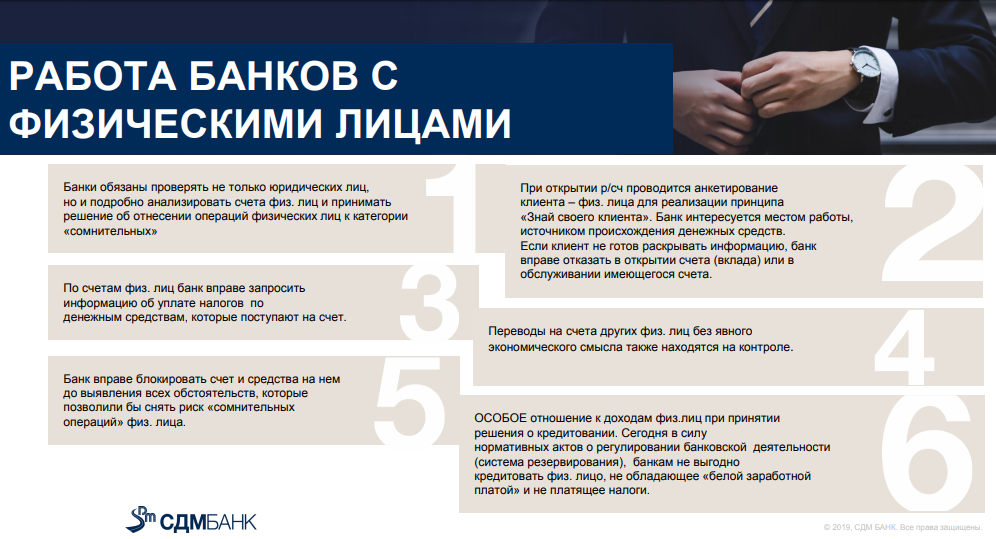 РАБОТА БАНКОВ С
ФИЗИЧЕСКИМИ ЛИЦАМИ
1
Банки обязаны проверять не только юридических лиц,
но и подробно анализировать счета физ. лиц и принимать
решение об отнесении операций физических лиц к категории
«сомнительных»
2
При открытии р/сч проводится анкетирование
клиента – физ. лица для реализации принципа
«Знай своего клиента». Банк интересуется местом работы,
источником происхождения денежных средств.
Если клиент не готов раскрывать информацию, банк
вправе отказать в открытии счета (вклада) или в
обслуживании имеющегося счета.
3
По счетам физ. лиц банк вправе запросить
информацию об уплате налогов по
денежным средствам, которые поступают на счет.
4
Переводы на счета других физ. лиц без явного
экономического смысла также находятся на контроле.
5
Банк вправе блокировать счет и средства на нем
до выявления всех обстоятельств, которые
позволили бы снять риск «сомнительных
операций» физ. лица.
6
ОСОБОЕ отношение к доходам физ.лиц при принятии
решения о кредитовании. Сегодня в силу
нормативных актов о регулировании банковской деятельности
(система резервирования), банкам не выгодно
кредитовать физ. лицо, не обладающее «белой заработной
платой» и не платящее налоги.
SDM СДМБАНК
© 2019, СДМ БАНК. Все права защищены.